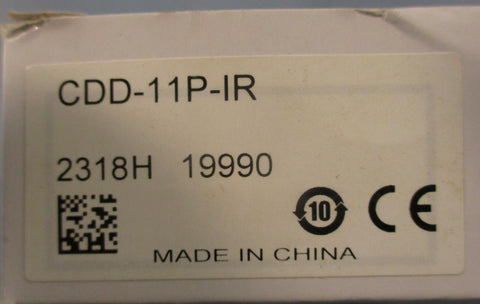 CDD-11P-IR
2318H 19990
10 CE
MADE IN CHINA